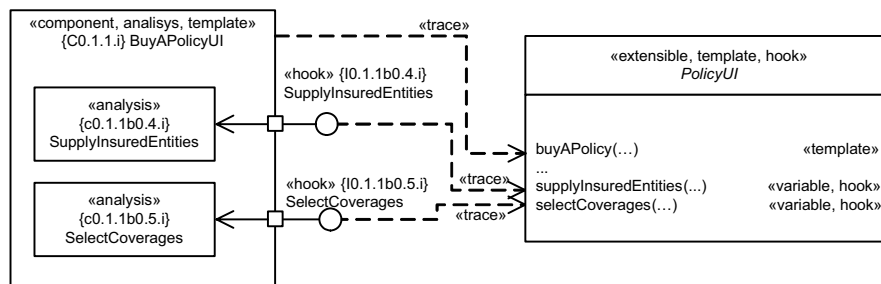 «component, analisys, template»
{C0.1.1.i} BuyAPolicyUI
«trace»
«hook» {I0.1.1b0.4.i}
SupplyInsuredEntities
«analysis»
{c0.1.1b0.4.i}
SupplyInsuredEntities
«trace»
«hook» {I0.1.1b0.5.i}
SelectCoverages
«trace»
«analysis»
{c0.1.1b0.5.i}
SelectCoverages
«extensible, template, hook»
PolicyUI
buyAPolicy(…) «template»
...
supplyInsuredEntities(...) «variable, hook»
selectCoverages(…) «variable, hook»